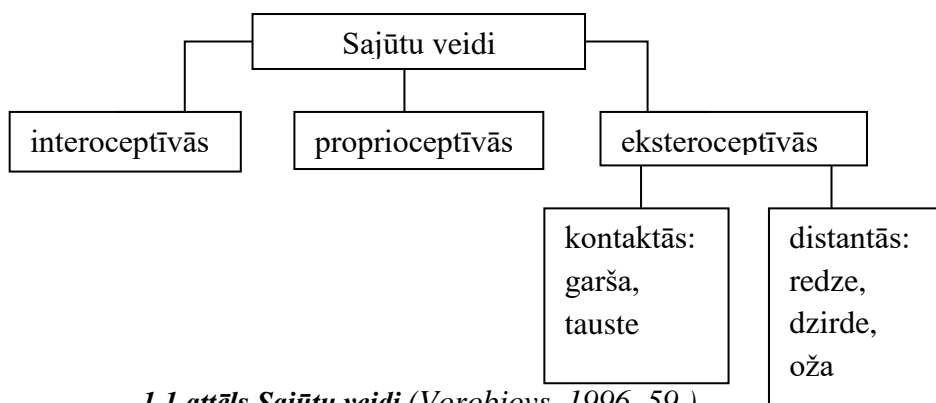 Sajūtu veidi
interoceptīvās
proprioceptīvās
eksteroceptīvās
kontaktās:
garša,
tauste
distantās:
redze,
dzirde,
oža
1.1.attēls Sajūtu veidi (Vorobjovs, 1996, 59.)